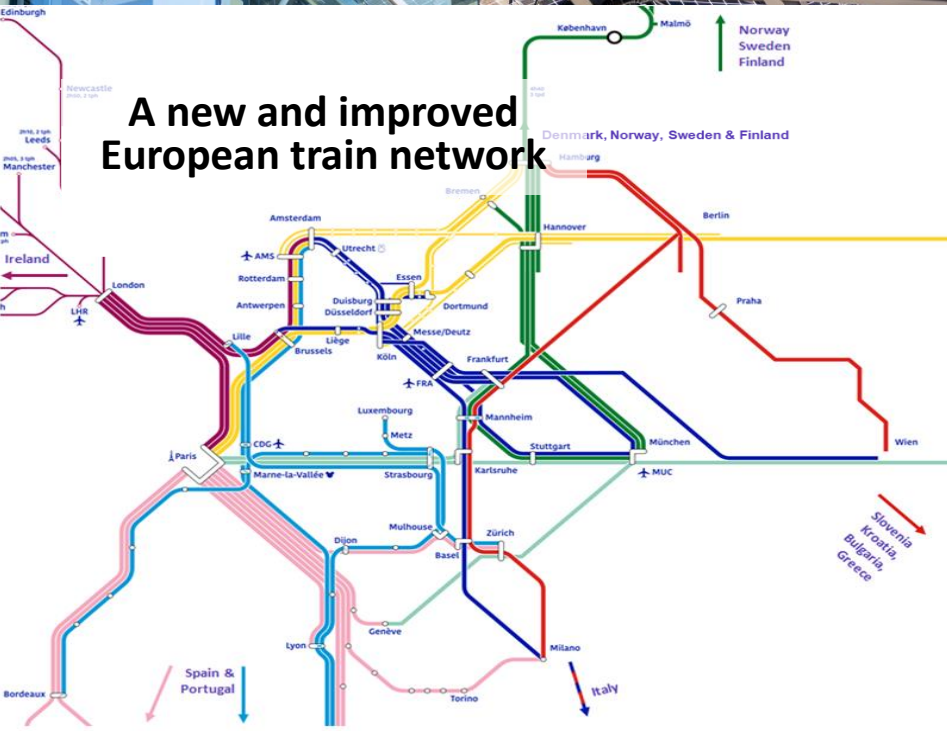 Edinburgh
København
Malmö
Norway
Sweden
Finland
Newcastle
A new and improved
European train network
2h10, 2 tph
Leeds
Manchester
Denmark, Norway, Sweden & Finland
Hamburg
Bremen
Amsterdam
Hannover
Berlin
Utrecht
AMS
Ireland
Rotterdam
Essen
London
Duisburg
Antwerpen
Dortmund
Praha
Düsseldorf
LHR
Messe/Deutz
Lille
Liège
Brussels
Köln
Frankfurt
FRA
Luxembourg
Mannheim
Metz
Stuttgart
München
Wien
CDG
Paris
Karlsruhe
MUC
Marne-la-Vallée
Strasbourg
Slovenia
Kroatia,
Bulgaria,
Greece
Mulhouse
Zürich
Dijon
Basel
Genève
Lyon
Milano
Spain &
Portugal
Italy
Bordeaux
Torino